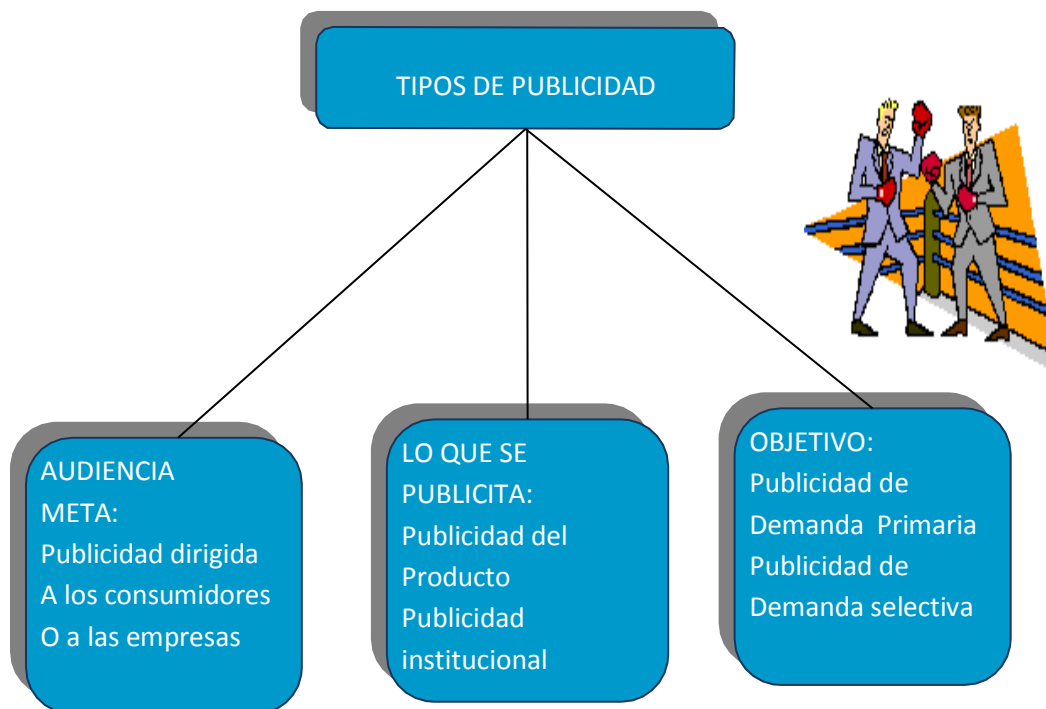 TIPOS DE PUBLICIDAD
AUDIENCIA
META:
Publicidad dirigida
A los consumidores
O a las empresas
LO QUE SE
PUBLICITA:
Publicidad del
Producto
Publicidad
institucional
OBJETIVO:
Publicidad de
Demanda Primaria
Publicidad de
Demanda selectiva